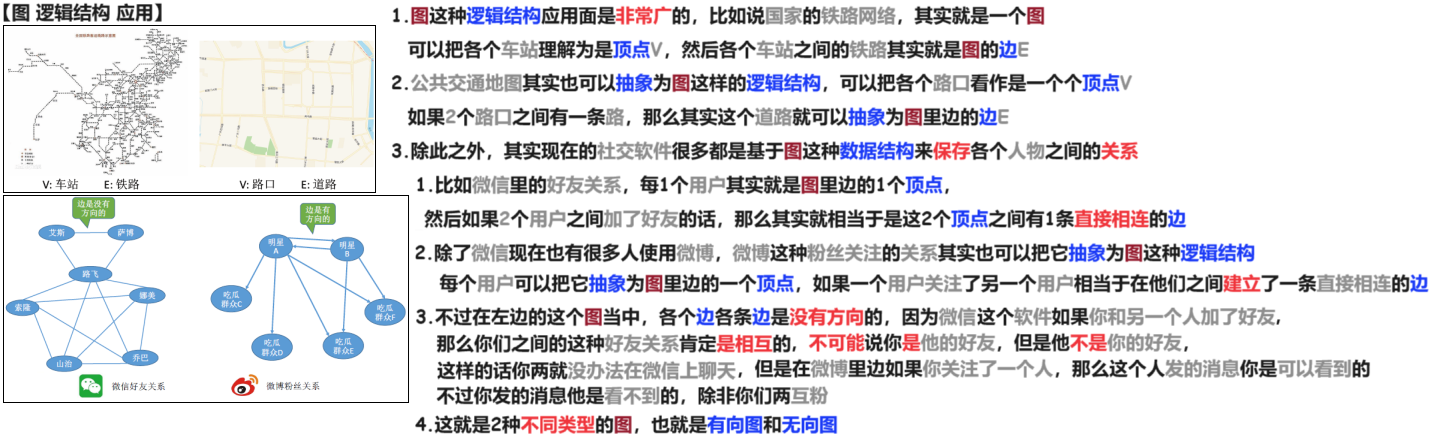 【图 逻辑结构 应用】
V: 车站 E: 铁路
V: 路口 E: 道路
边是没有
方向的
艾斯
萨博
路飞
索隆
娜美
山治
乔巴
微信好友关系
边是有
方向的
明星
A
明星
B
吃瓜
群众C
吃瓜
群众F
吃瓜
群众D
吃瓜
群众E
微博粉丝关系
1.图这种逻辑结构应用面是非常广的，比如说国家的铁路网络，其实就是一个图
可以把各个车站理解为是顶点V，然后各个车站之间的铁路其实就是图的边E
2.公共交通地图其实也可以抽象为图这样的逻辑结构，可以把各个路口看作是一个个顶点V
如果2个路口之间有一条路，那么其实这个道路就可以抽象为图里边的边E
3.除此之外，其实现在的社交软件很多都是基于图这种数据结构来保存各个人物之间的关系
1.比如微信里的好友关系，每1个用户其实就是图里边的1个顶点，
然后如果2个用户之间加了好友的话，那么其实就相当于是这2个顶点之间有1条直接相连的边
2.除了微信现在也有很多人使用微博，微博这种粉丝关注的关系其实也可以把它抽象为图这种逻辑结构
每个用户可以把它抽象为图里边的一个顶点，如果一个用户关注了另一个用户相当于在他们之间建立了一条直接相连的边
3.不过在左边的这个图当中，各个边各条边是没有方向的，因为微信这个软件如果你和另一个人加了好友，
那么你们之间的这种好友关系肯定是相互的，不可能说你是他的好友，但是他不是你的好友，
这样的话你两就没办法在微信上聊天，但是在微博里边如果你关注了一个人，那么这个人发的消息你是可以看到的
不过你发的消息他是看不到的，除非你们两互粉
4.这就是2种不同类型的图，也就是有向图和无向图